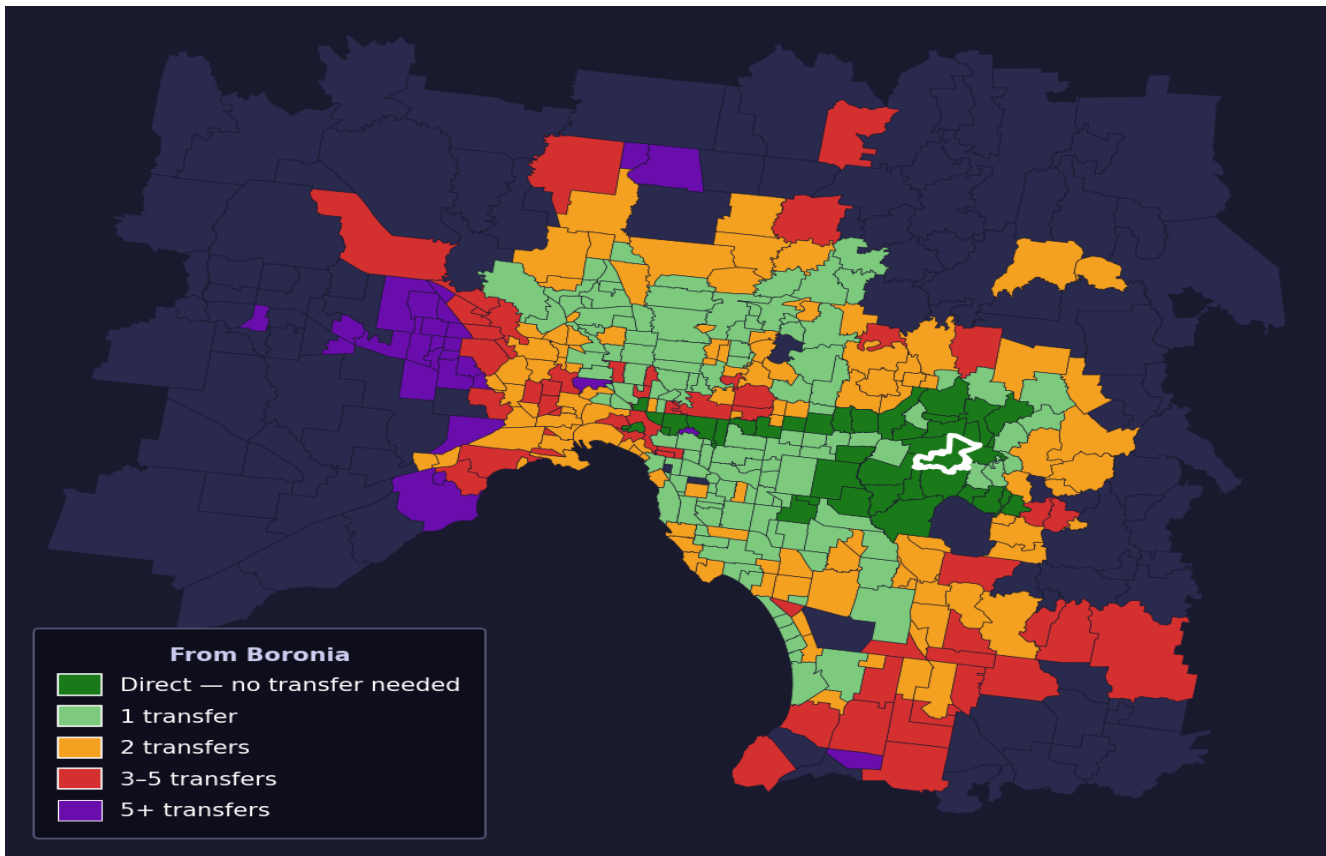 From Boronia
Direct — no transfer needed
1 transfer
2 transfers
3–5 transfers
5+ transfers